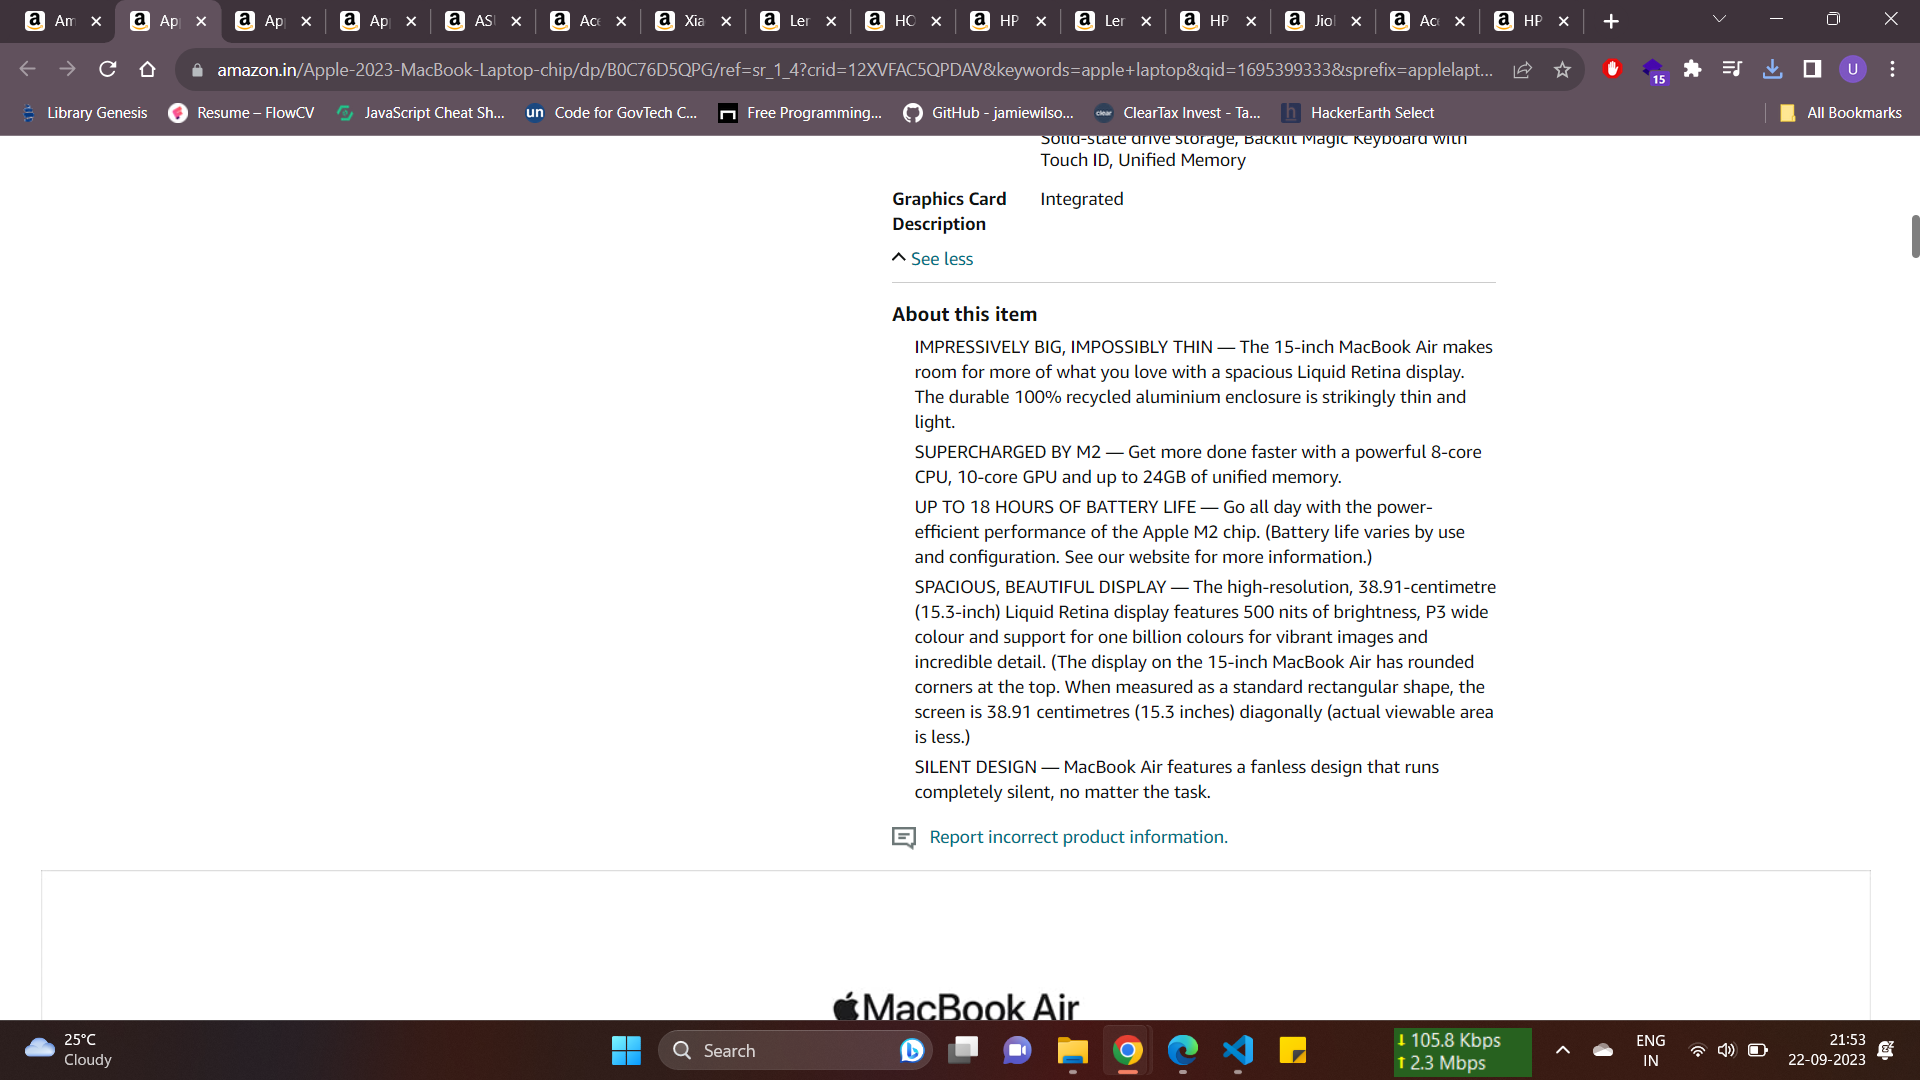 Am
App
App
App
ASU
Ace
Xia
Len
HO
HP
Len
HP
Jio
Ace
HP
amazon.in/Apple-2023-MacBook-Laptop-chip/dp/B0C76D5QPG/ref=sr_1_4?crid=12XVFAC5QPDAV&keywords=apple+laptop&qid=1695399333&sprefix=applelapt...
15
U
Library Genesis
Resume – FlowCV
JavaScript Cheat Sh...
un Code for GovTech C...
Free Programming...
GitHub - jamiewilso...
clear ClearTax Invest - Ta...
h HackerEarth Select
All Bookmarks
Solid-state drive storage, Backlit Magic Keyboard with
Touch ID, Unified Memory
Graphics Card Integrated
Description
See less
About this item
IMPRESSIVELY BIG, IMPOSSIBLY THIN — The 15-inch MacBook Air makes
room for more of what you love with a spacious Liquid Retina display.
The durable 100% recycled aluminium enclosure is strikingly thin and
light.
SUPERCHARGED BY M2 — Get more done faster with a powerful 8-core
CPU, 10-core GPU and up to 24GB of unified memory.
UP TO 18 HOURS OF BATTERY LIFE — Go all day with the power-
efficient performance of the Apple M2 chip. (Battery life varies by use
and configuration. See our website for more information.)
SPACIOUS, BEAUTIFUL DISPLAY — The high-resolution, 38.91-centimetre
(15.3-inch) Liquid Retina display features 500 nits of brightness, P3 wide
colour and support for one billion colours for vibrant images and
incredible detail. (The display on the 15-inch MacBook Air has rounded
corners at the top. When measured as a standard rectangular shape, the
screen is 38.91 centimetres (15.3 inches) diagonally (actual viewable area
is less.)
SILENT DESIGN — MacBook Air features a fanless design that runs
completely silent, no matter the task.
Report incorrect product information.
MacBook Air
25°C
Cloudy
Search
105.8 Kbps
2.3 Mbps
ENG
IN
21:53
22-09-2023